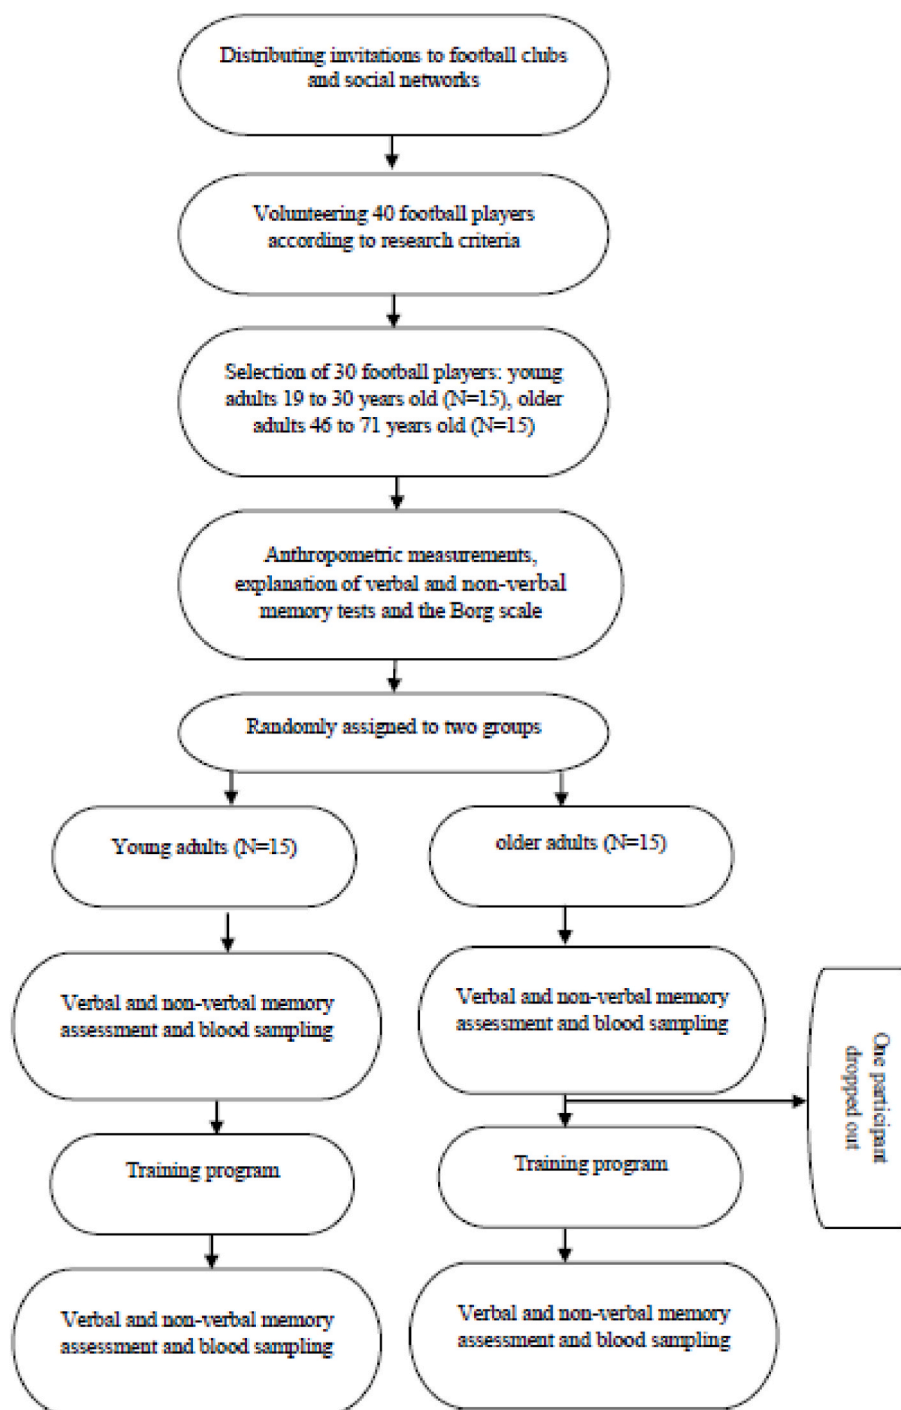 Distributing invitations to football clubs
and social networks
Volunteering 40 football players
according to research criteria
Selection of 30 football players: young
adults 19 to 30 years old (N=15), older
adults 46 to 71 years old (N=15)
Anthropometric measurements,
explanation of verbal and non-verbal
memory tests and the Borg scale
Randomly assigned to two groups
Young adults (N=15)
older adults (N=15)
Verbal and non-verbal memory
assessment and blood sampling
Verbal and non-verbal memory
assessment and blood sampling
One participant
dropped out
Training program
Training program
Verbal and non-verbal memory
assessment and blood sampling
Verbal and non-verbal memory
assessment and blood sampling